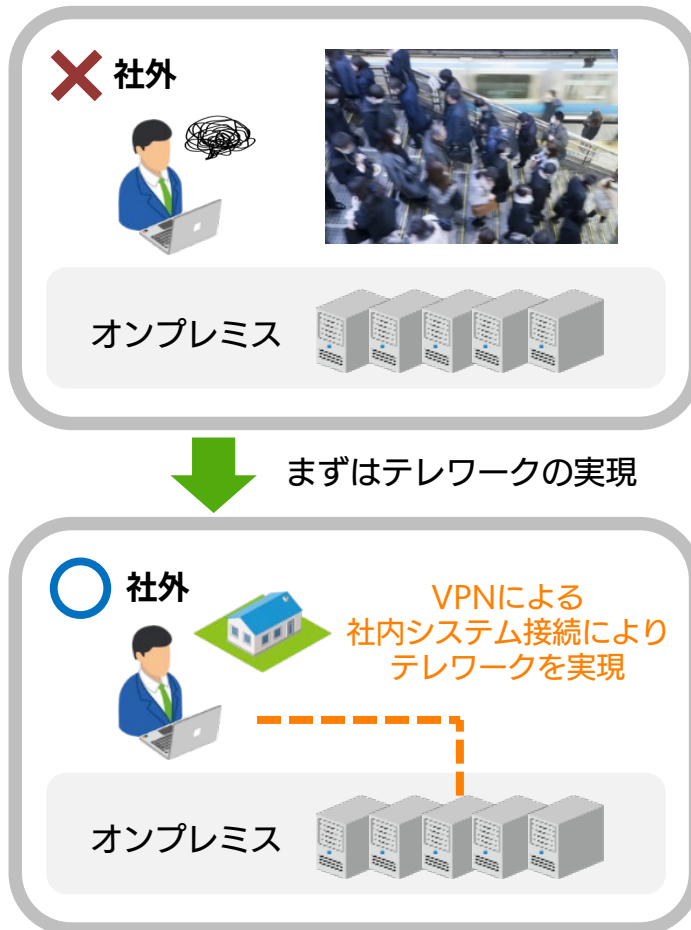 社外
オンプレミス
まずはテレワークの実現
社外
VPNによる
社内システム接続により
テレワークを実現
オンプレミス